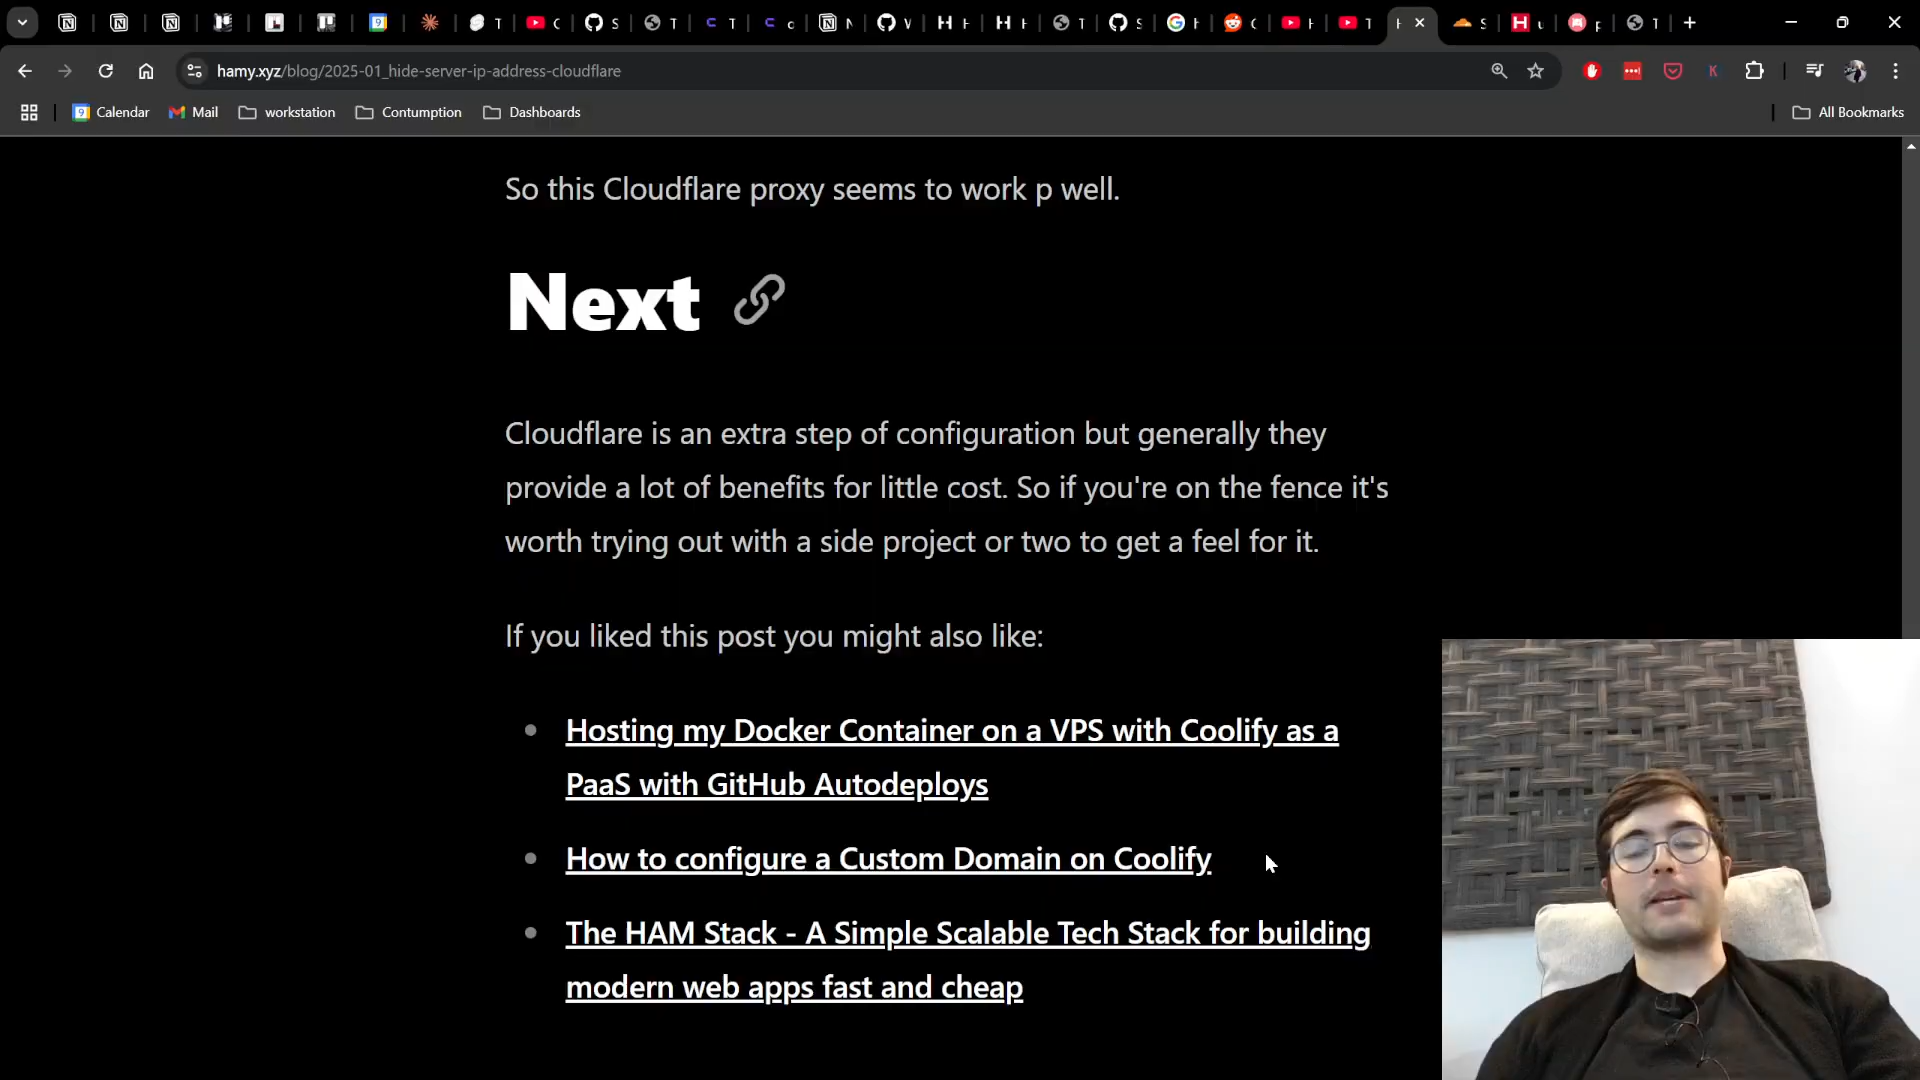 hamy.xyz/blog/2025-01_hide-server-ip-address-cloudflare
Calendar
Mail
workstation
Contumption
Dashboards
All Bookmarks
So this Cloudflare proxy seems to work p well.
Next
Cloudflare is an extra step of configuration but generally they
provide a lot of benefits for little cost. So if you're on the fence it's
worth trying out with a side project or two to get a feel for it.
If you liked this post you might also like:
Hosting my Docker Container on a VPS with Coolify as a
PaaS with GitHub Autodeploys
How to configure a Custom Domain on Coolify
The HAM Stack - A Simple Scalable Tech Stack for building
modern web apps fast and cheap